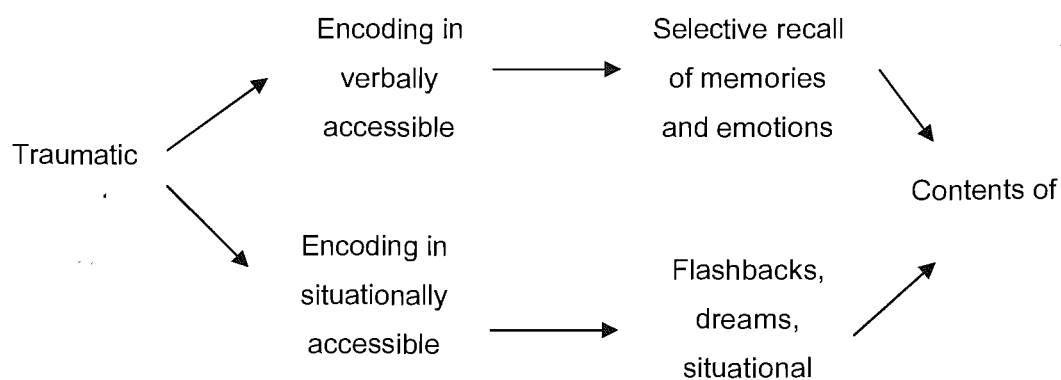 Traumatic
Encoding in
verbally
accessible
Selective recall
of memories
and emotions
Encoding in
situationally
accessible
Flashbacks,
dreams,
situational
Contents of